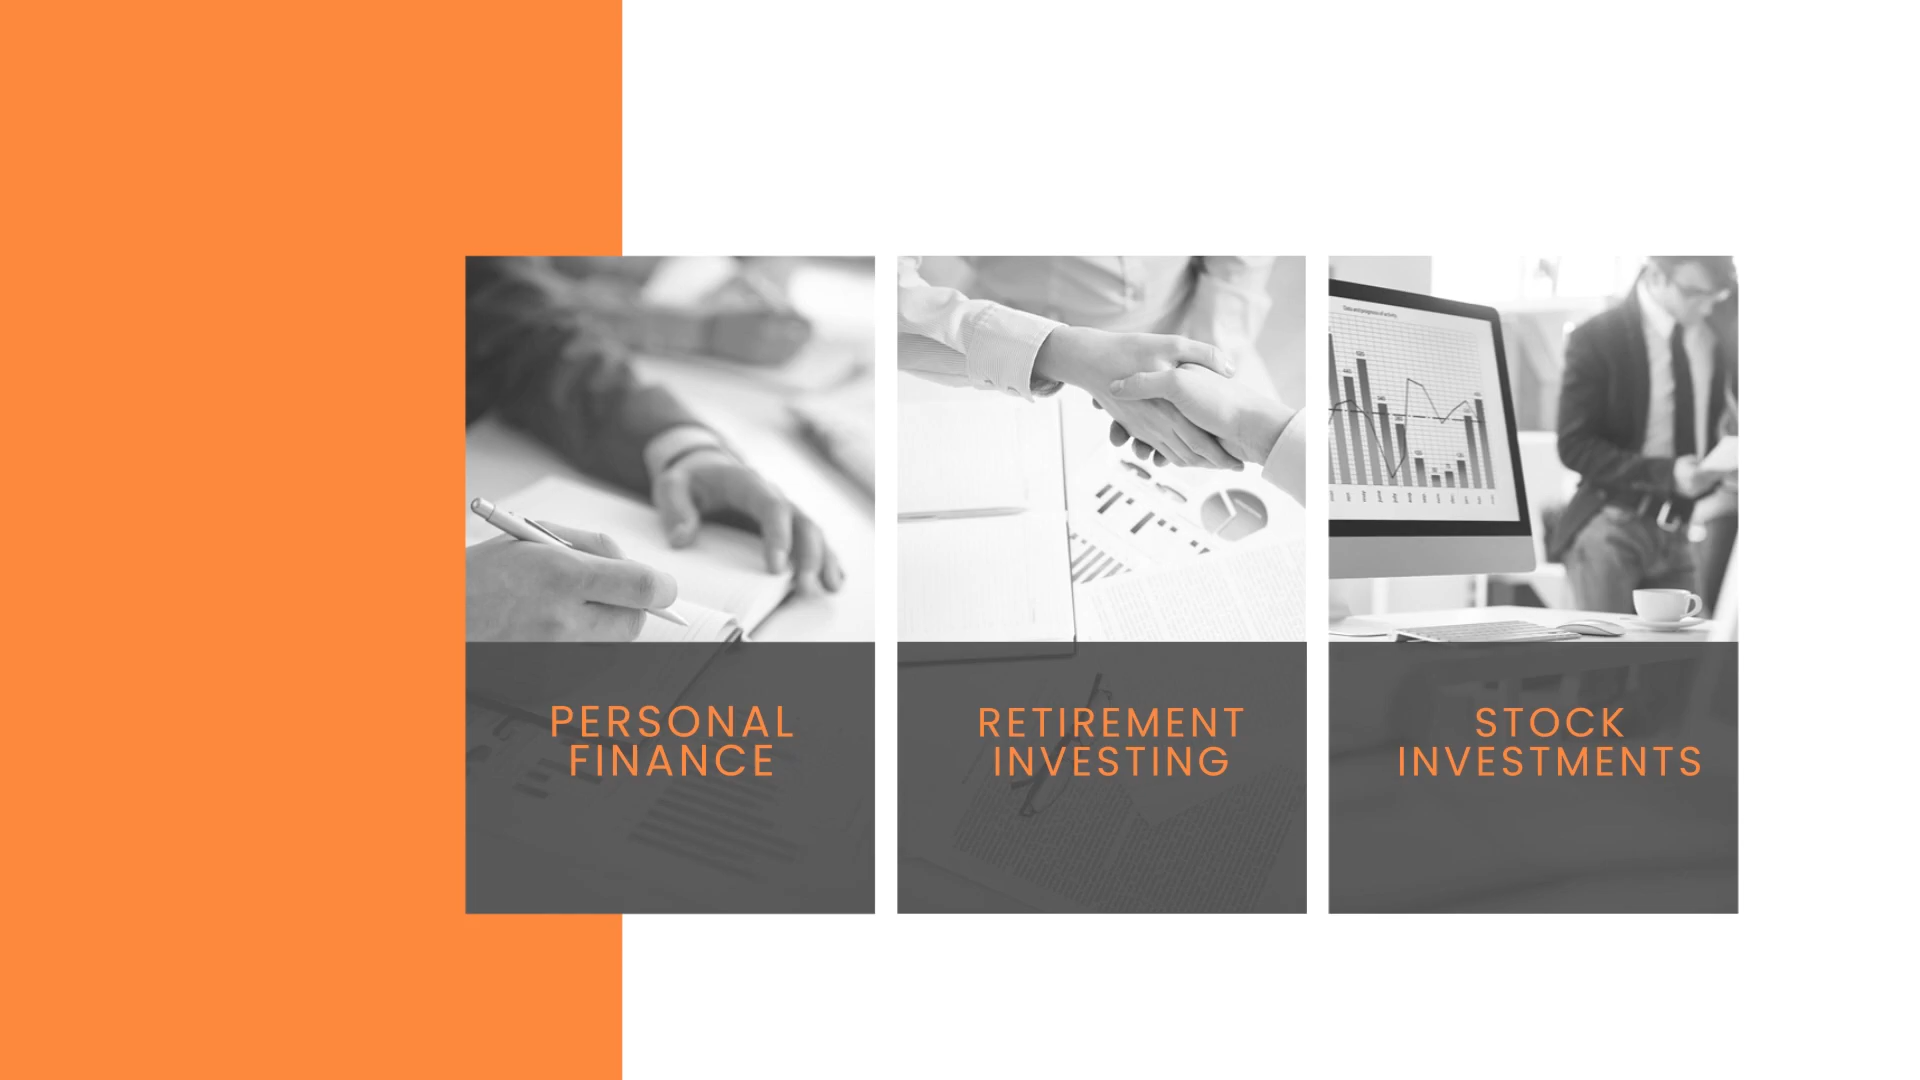 PERSONAL
FINANCE
RETIREMENT
INVESTING
STOCK
INVESTMENTS